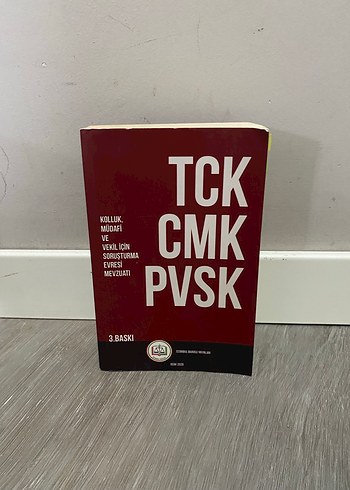 TCK
CMK
PVSK
KOLLUK,
MÜDAFİ
VE
VEKİL İÇİN
SORUŞTURMA
EVRESİ
MEVZUATI
3.BASKI
İSTANBUL BAROSU YAYINLARI